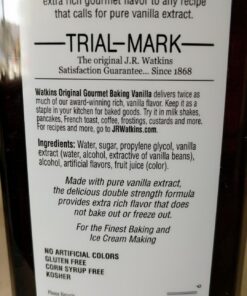 extra rich gourmet flavor to any recipe
that calls for pure vanilla extract.
TRIAL-MARK
The original J.R. Watkins
Satisfaction Guarantee... Since 1868
Watkins Original Gourmet Baking Vanilla delivers twice as
much of our award-winning rich, vanilla flavor. Keep it as a
staple in your kitchen for baking. Try it in milk shakes,
pancakes, French toast, coffee, frostings, custards and more.
For recipes and more, go to JRWatkins.com.
Ingredients: Water, sugar, propylene glycol, vanilla
extract (water, alcohol, extractive of vanilla beans),
alcohol, artificial flavors, fruit juice (color).
Made with pure vanilla extract,
the delicious double strength formula
provides extra rich flavor that does
not bake out or freeze out.
For the Finest Baking and
Ice Cream Making
NO ARTIFICIAL COLORS
GLUTEN FREE
CORN SYRUP FREE
KOSHER
Please Recycle